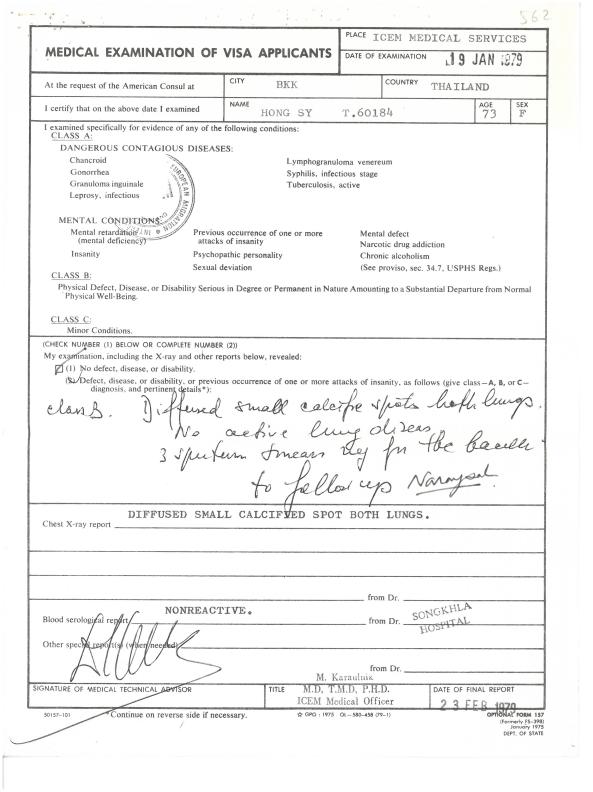 562
MEDICAL EXAMINATION OF VISA APPLICANTS
PLACE ICEM MEDICAL SERVICES
DATE OF EXAMINATION 19 JAN 1979
At the request of the American Consul at
CITY BKK
COUNTRY THAILAND
I certify that on the above date I examined
NAME HONG SY T.60184
AGE 73
SEX F
I examined specifically for evidence of any of the following conditions:
CLASS A:
DANGEROUS CONTAGIOUS DISEASES:
Chancroid
Gonorrhea
Granuloma inguinale
Leprosy, infectious
Lymphogranuloma venereum
Syphilis, infectious stage
Tuberculosis, active
EUROPEAN MIGRATION
MENTAL CONDITIONS:
Mental retardation
(mental deficiency)
Insanity
Previous occurrence of one or more
attacks of insanity
Psychopathic personality
Sexual deviation
Mental defect
Narcotic drug addiction
Chronic alcoholism
(See proviso, sec. 34.7, USPHS Regs.)
CLASS B:
Physical Defect, Disease, or Disability Serious in Degree or Permanent in Nature Amounting to a Substantial Departure from Normal
Physical Well-Being.
CLASS C:
Minor Conditions.
(CHECK NUMBER (1) BELOW OR COMPLETE NUMBER (2))
My examination, including the X-ray and other reports below, revealed:
(1) No defect, disease, or disability.
(2) Defect, disease, or disability, or previous occurrence of one or more attacks of insanity, as follows (give class—A, B, or C—
diagnosis, and pertinent details*):
class B. Diffused small calcific spots both lungs.
No active lung diseas
3 sputum smears neg for the bacilli
to follow up
DIFFUSED SMALL CALCIFIED SPOT BOTH LUNGS.
Chest X-ray report
from Dr.
NONREACTIVE.
Blood serological report
from Dr. SONGKHLA
HOSPITAL
Other special report(s) (when needed)
from Dr.
SIGNATURE OF MEDICAL TECHNICAL ADVISOR
TITLE
M. Karaulnik
M.D, T.M.D, P.H.D.
ICEM Medical Officer
DATE OF FINAL REPORT
23 FEB 1979
50157-101
*Continue on reverse side if necessary.
☆ GPO : 1975 OL—580-458 (79-1)
OPTIONAL FORM 157
(Formerly FS-398)
January 1975
DEPT. OF STATE